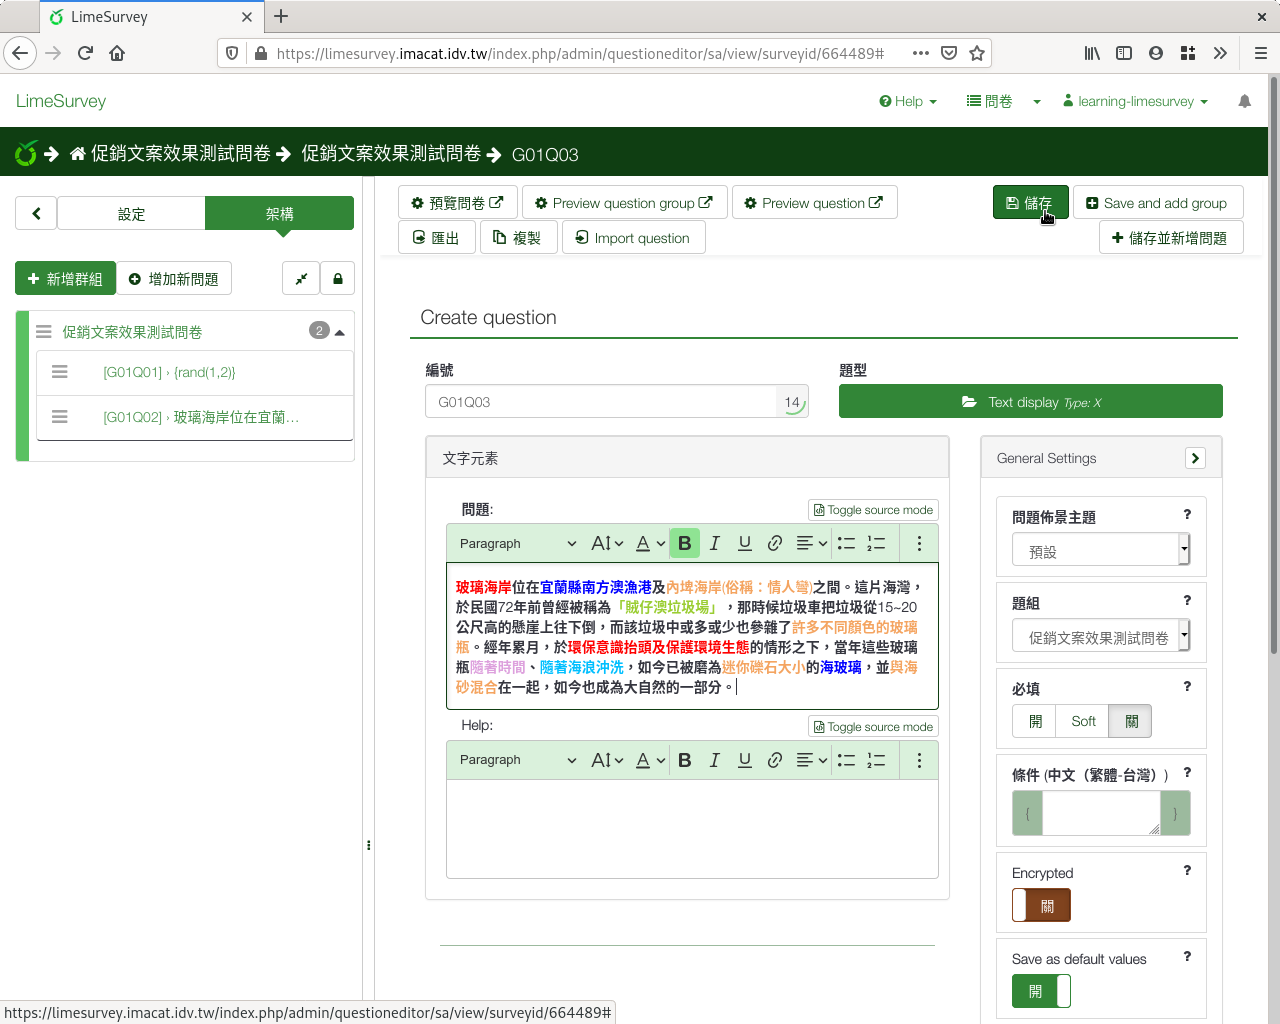 LimeSurvey
https://limesurvey.imacat.idv.tw/index.php/admin/questioneditor/sa/view/surveyid/664489#
LimeSurvey
Help
問卷
learning-limesurvey
促銷文案效果測試問卷
促銷文案效果測試問卷
G01Q03
設定
架構
預覽問卷
Preview question group
Preview question
儲存
Save and add group
匯出
複製
Import question
儲存並新增問題
新增群組
增加新問題
促銷文案效果測試問卷
2
[G01Q01] › {rand(1,2)}
[G01Q02] › 玻璃海岸位在宜蘭…
Create question
編號
題型
G01Q03
14
Text display Type: X
文字元素
問題:
Toggle source mode
Paragraph
玻璃海岸位在宜蘭縣南方澳漁港及內埤海岸(俗稱：情人彎)之間。這片海灣，
於民國72年前曾經被稱為「賊仔澳垃圾場」，那時候垃圾車把垃圾從15~20
公尺高的懸崖上往下倒，而該垃圾中或多或少也參雜了許多不同顏色的玻璃
瓶。經年累月，於環保意識抬頭及保護環境生態的情形之下，當年這些玻璃
瓶隨著時間、隨著海浪沖洗，如今已被磨為迷你礫石大小的海玻璃，並與海
砂混合在一起，如今也成為大自然的一部分。
Help:
Toggle source mode
Paragraph
General Settings
問題佈景主題
?
預設
題組
?
促銷文案效果測試問卷
必填
?
開
Soft
關
條件 (中文（繁體-台灣）)
?
{
}
Encrypted
?
關
Save as default values
?
開
https://limesurvey.imacat.idv.tw/index.php/admin/questioneditor/sa/view/surveyid/664489#